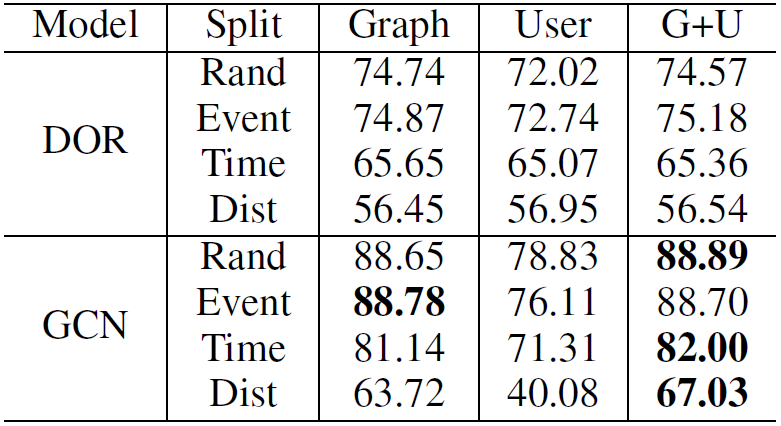 Model Split Graph User G+U
DOR
Rand 74.74 72.02 74.57
Event 74.87 72.74 75.18
Time 65.65 65.07 65.36
Dist 56.45 56.95 56.54
GCN
Rand 88.65 78.83 88.89
Event 88.78 76.11 88.70
Time 81.14 71.31 82.00
Dist 63.72 40.08 67.03